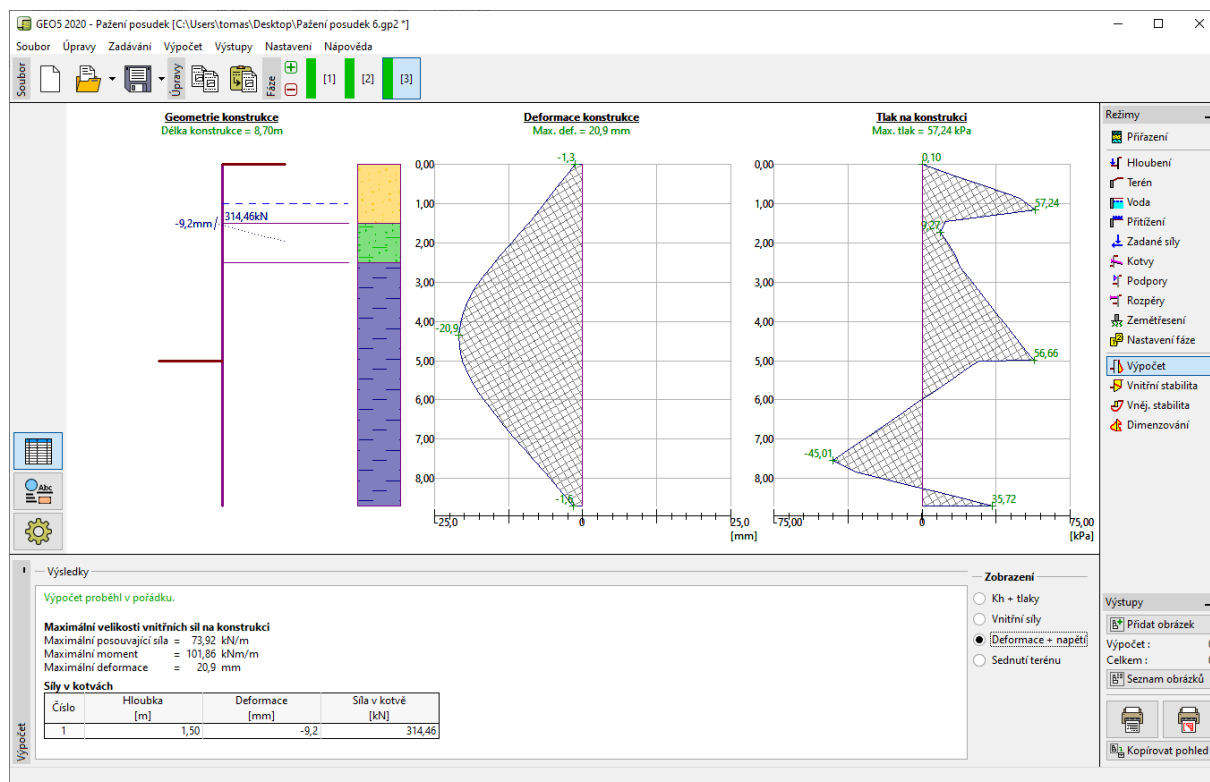 GEO5 2020 - Pažení posudek [C:\Users\tomas\Desktop\Pažení posudek 6.gp2 *]
Soubor Úpravy Zadávání Výpočet Výstupy Nastavení Nápověda
Soubor
Úpravy
Fáze
[1] [2] [3]
Geometrie konstrukce
Délka konstrukce = 8,70m
-9,2mm
314,46kN
Deformace konstrukce
Max. def. = 20,9 mm
0,00
1,00
2,00
3,00
4,00
5,00
6,00
7,00
8,00
-1,3
-20,9
-1,6
-25,0 0 25,0
[mm]
Tlak na konstrukci
Max. tlak = 57,24 kPa
0,00
1,00
2,00
3,00
4,00
5,00
6,00
7,00
8,00
0,10
57,24
9,27
56,66
-45,01
35,72
-75,00 0 75,00
[kPa]
Režimy
Přiřazení
Hloubení
Terén
Voda
Přitížení
Zadané síly
Kotvy
Podpory
Rozpěry
Zemětřesení
Nastavení fáze
Výpočet
Vnitřní stabilita
Vněj. stabilita
Dimenzování
Abc
Výpočet
Výsledky
Výpočet proběhl v pořádku.
Maximální velikosti vnitřních sil na konstrukci
Maximální posouvající síla = 73,92 kN/m
Maximální moment = 101,86 kNm/m
Maximální deformace = 20,9 mm
Síly v kotvách
Číslo Hloubka Deformace Síla v kotvě
[m] [mm] [kN]
1 1,50 -9,2 314,46
Zobrazení
Kh + tlaky
Vnitřní síly
Deformace + napětí
Sednutí terénu
Výstupy
Přidat obrázek
Výpočet :
Celkem :
Seznam obrázků
Kopírovat pohled